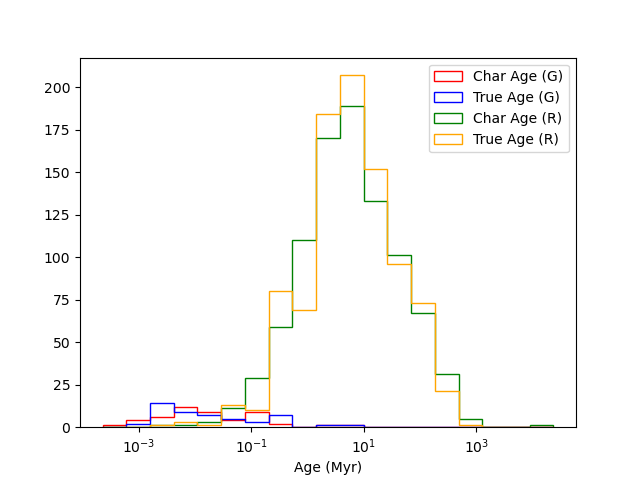 Char Age (G)
True Age (G)
Char Age (R)
True Age (R)
200
175
150
125
100
75
50
25
0
10⁻³ 10⁻¹ 10¹ 10³
Age (Myr)